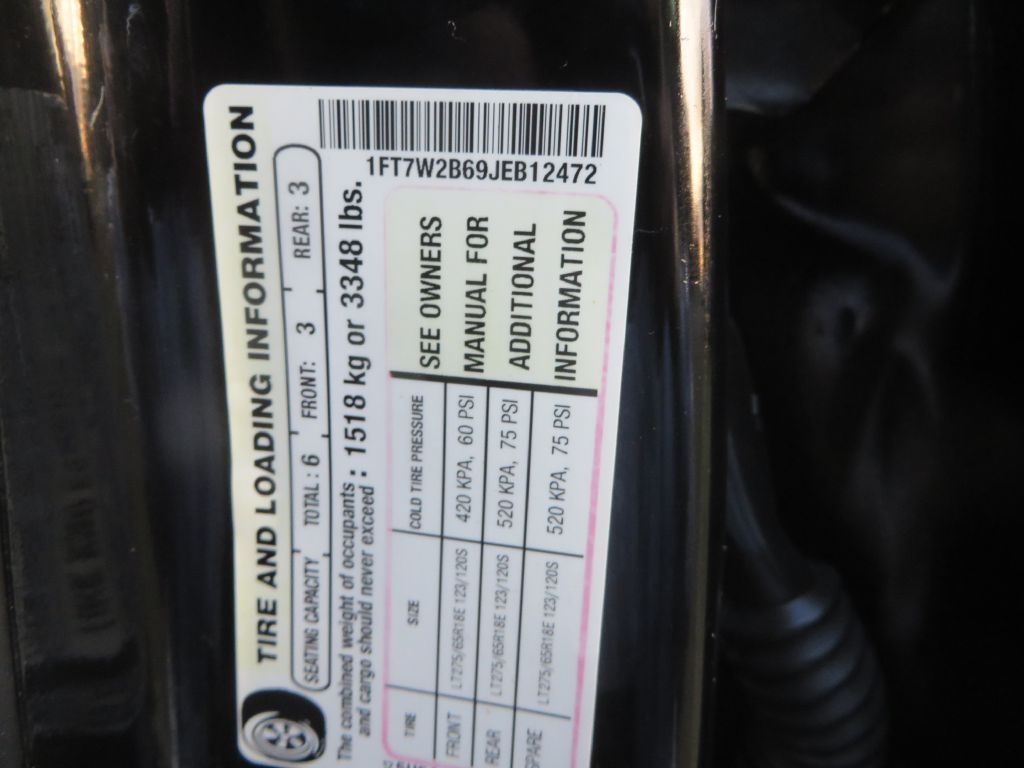 TIRE AND LOADING INFORMATION
SEATING CAPACITY TOTAL : 6 FRONT: 3 REAR: 3
The combined weight of occupants : 1518 kg or 3348 lbs.
and cargo should never exceed :
TIRE SIZE COLD TIRE PRESSURE
FRONT LT275/65R18E 123/120S 420 KPA, 60 PSI
REAR LT275/65R18E 123/120S 520 KPA, 75 PSI
SPARE LT275/65R18E 123/120S 520 KPA, 75 PSI
SEE OWNERS
MANUAL FOR
ADDITIONAL
INFORMATION
1FT7W2B69JEB12472